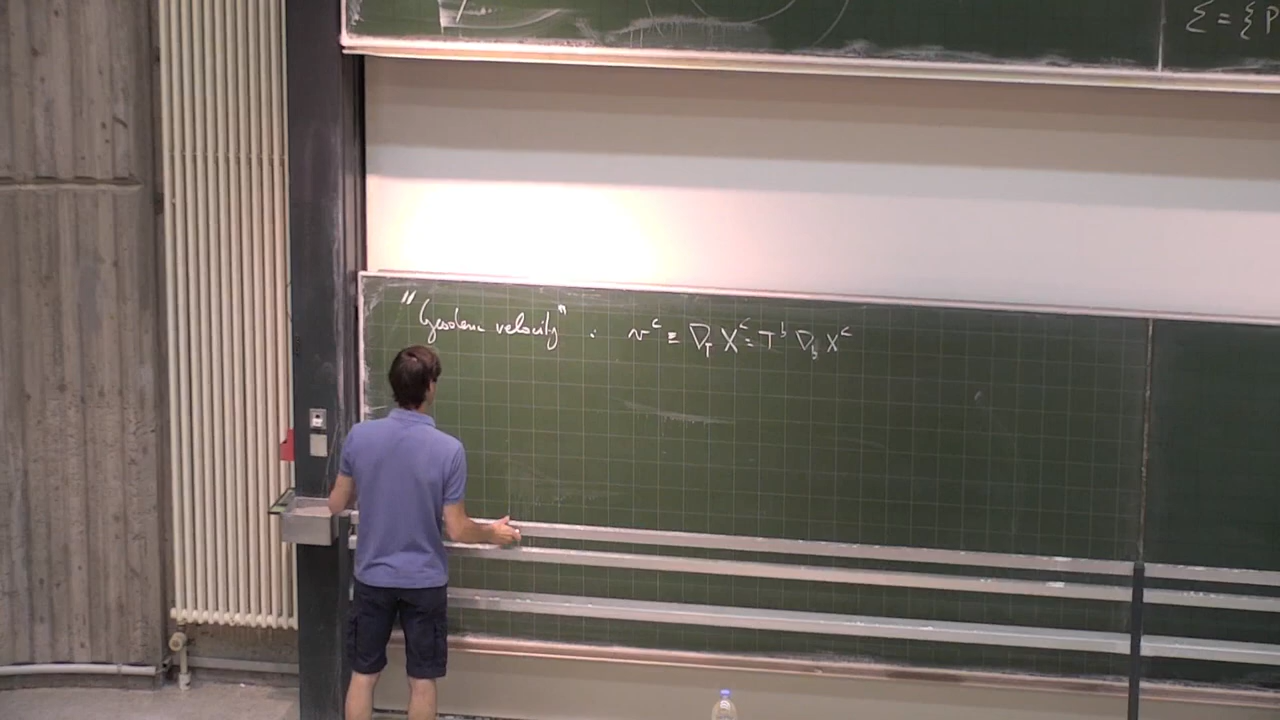 Σ = { P
"Geodesic velocity" : v^c ≡ ∇_T X^c = T^b ∇_b X^c